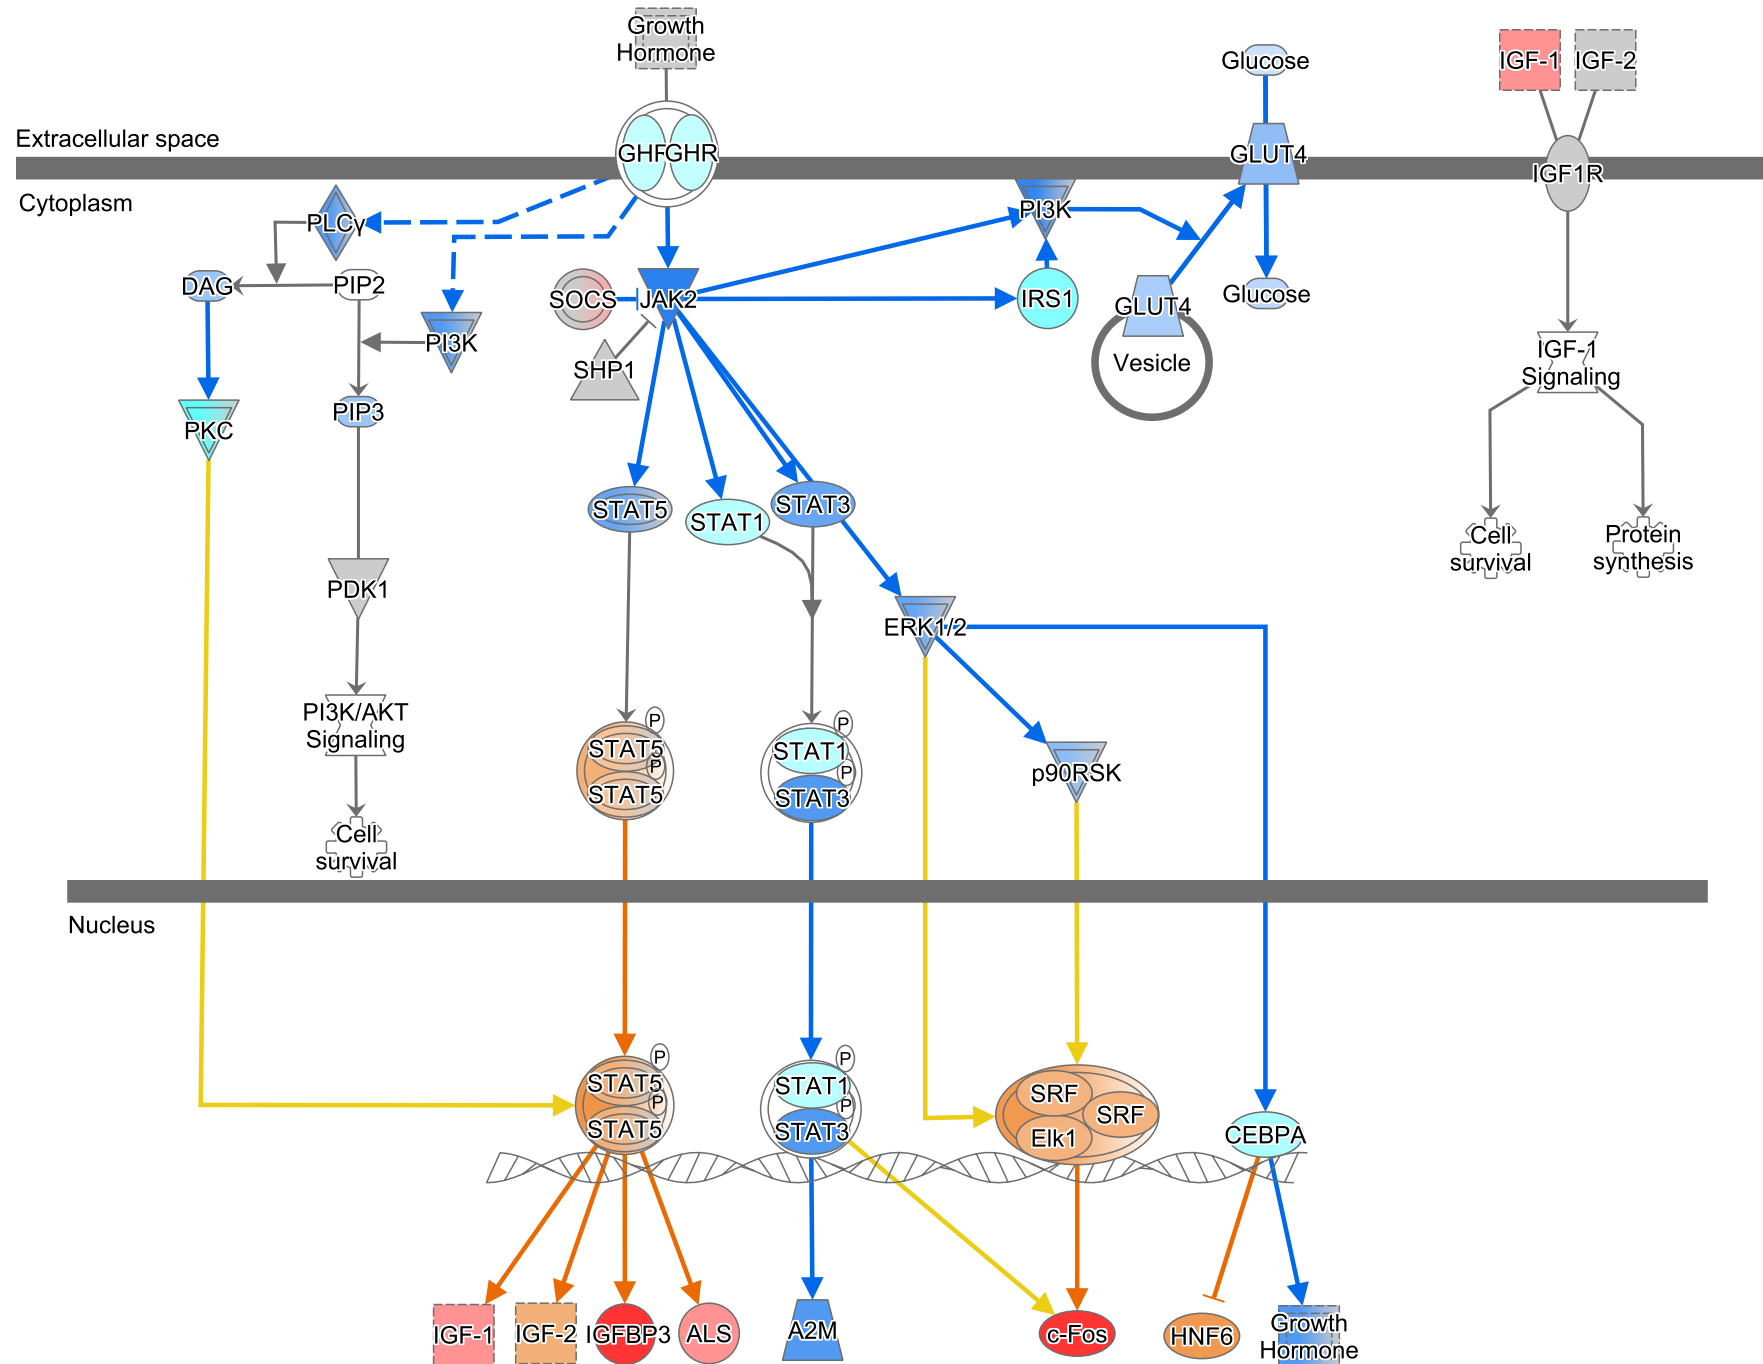 Growth
Hormone
Glucose
IGF-1
IGF-2
Extracellular space
GHR
GHR
GLUT4
IGF1R
Cytoplasm
PLCγ
PI3K
DAG
PIP2
SOCS
JAK2
IRS1
GLUT4
Glucose
PI3K
SHP1
Vesicle
IGF-1
Signaling
PIP3
PKC
STAT5
STAT1
STAT3
Cell
survival
Protein
synthesis
PDK1
ERK1/2
PI3K/AKT
Signaling
P
STAT5
P
STAT5
P
STAT1
P
STAT3
p90RSK
Cell
survival
Nucleus
P
STAT5
P
STAT5
P
STAT1
P
STAT3
SRF
SRF
Elk1
CEBPA
IGF-1
IGF-2
IGFBP3
ALS
A2M
c-Fos
HNF6
Growth
Hormone